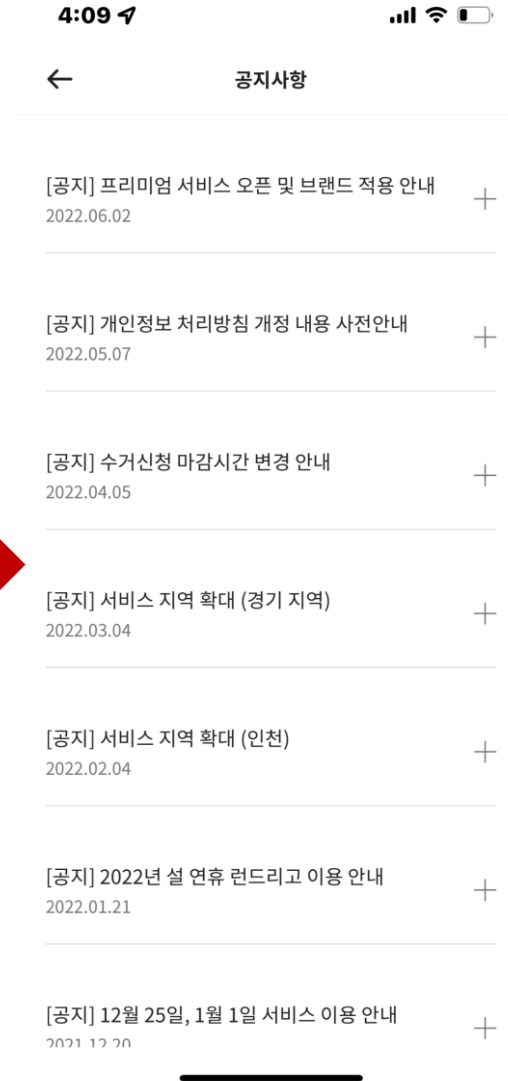 4:09
공지사항
[공지] 프리미엄 서비스 오픈 및 브랜드 적용 안내
2022.06.02
[공지] 개인정보 처리방침 개정 내용 사전안내
2022.05.07
[공지] 수거신청 마감시간 변경 안내
2022.04.05
[공지] 서비스 지역 확대 (경기 지역)
2022.03.04
[공지] 서비스 지역 확대 (인천)
2022.02.04
[공지] 2022년 설 연휴 런드리고 이용 안내
2022.01.21
[공지] 12월 25일, 1월 1일 서비스 이용 안내
2021.12.20